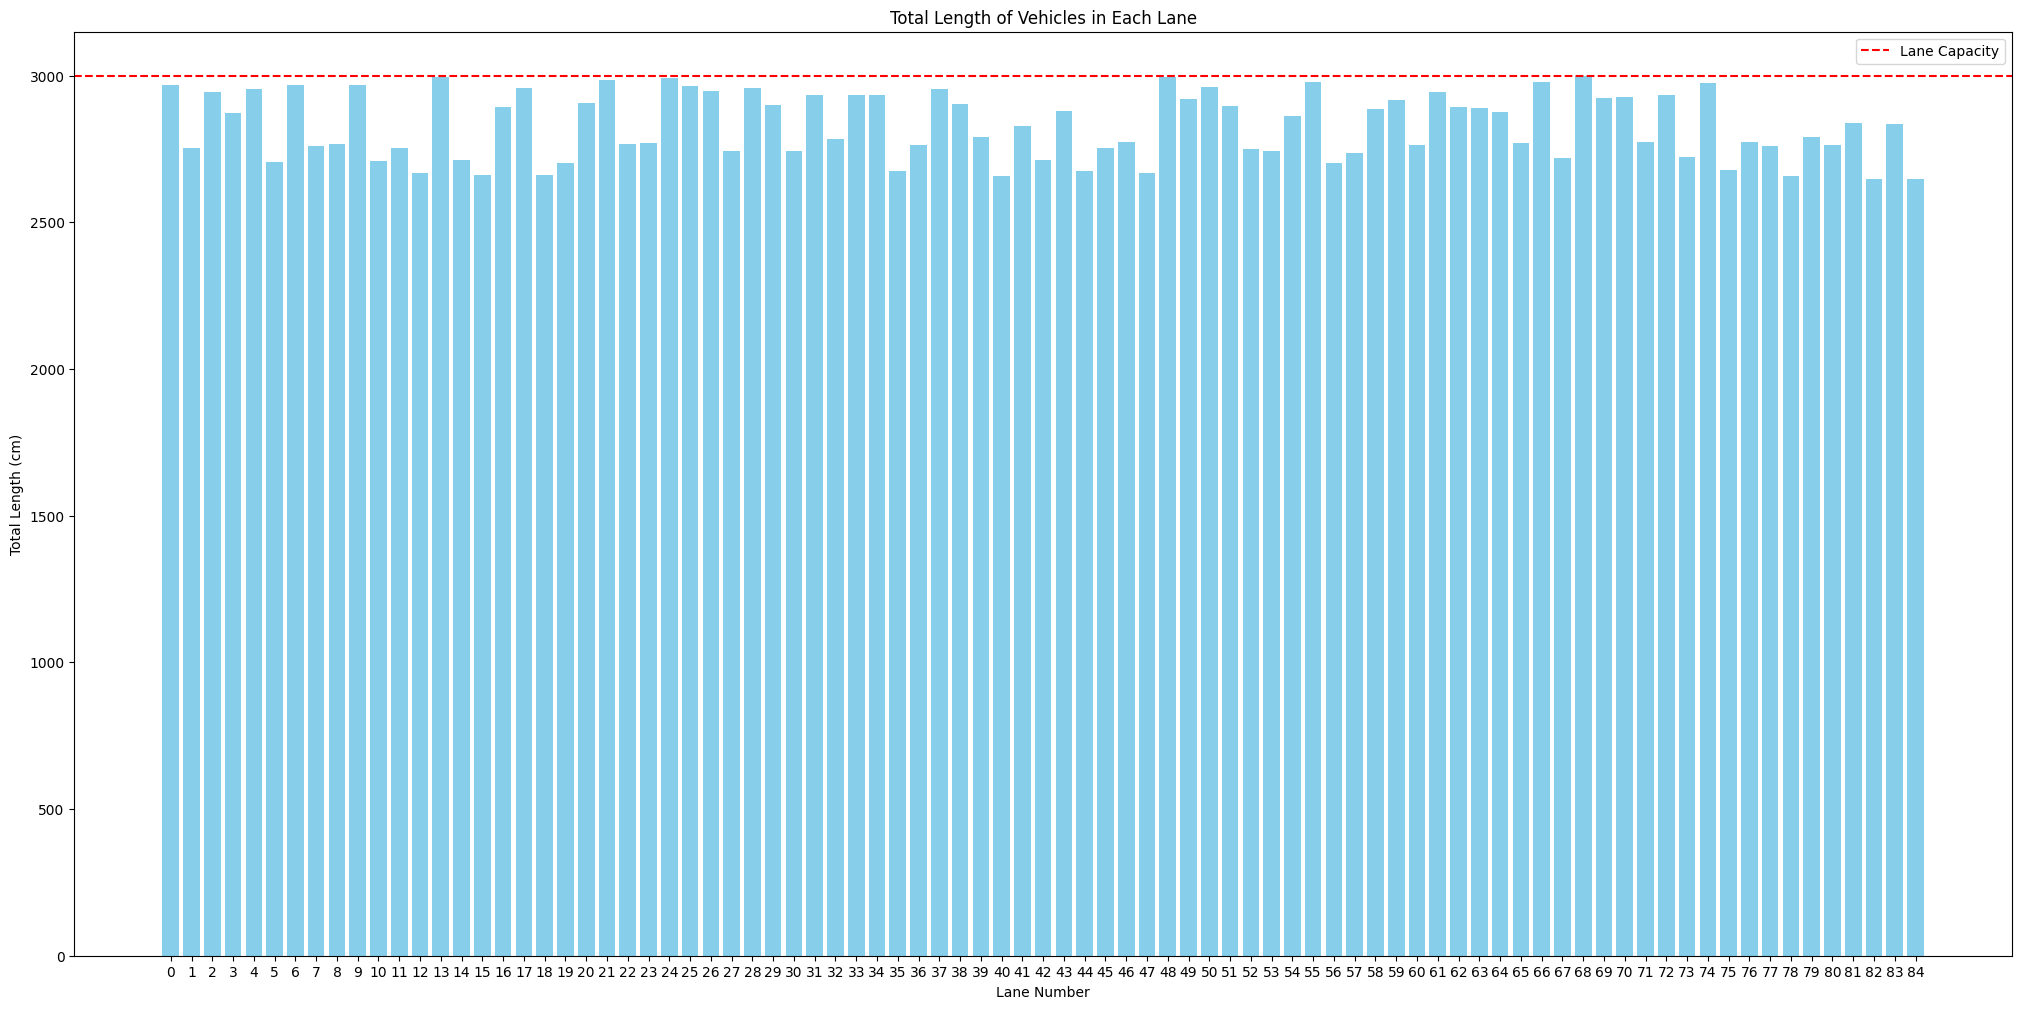 Total Length of Vehicles in Each Lane
Lane Capacity
3000
2500
2000
1500
1000
500
0
Total Length (cm)
0 1 2 3 4 5 6 7 8 9 10 11 12 13 14 15 16 17 18 19 20 21 22 23 24 25 26 27 28 29 30 31 32 33 34 35 36 37 38 39 40 41 42 43 44 45 46 47 48 49 50 51 52 53 54 55 56 57 58 59 60 61 62 63 64 65 66 67 68 69 70 71 72 73 74 75 76 77 78 79 80 81 82 83 84
Lane Number